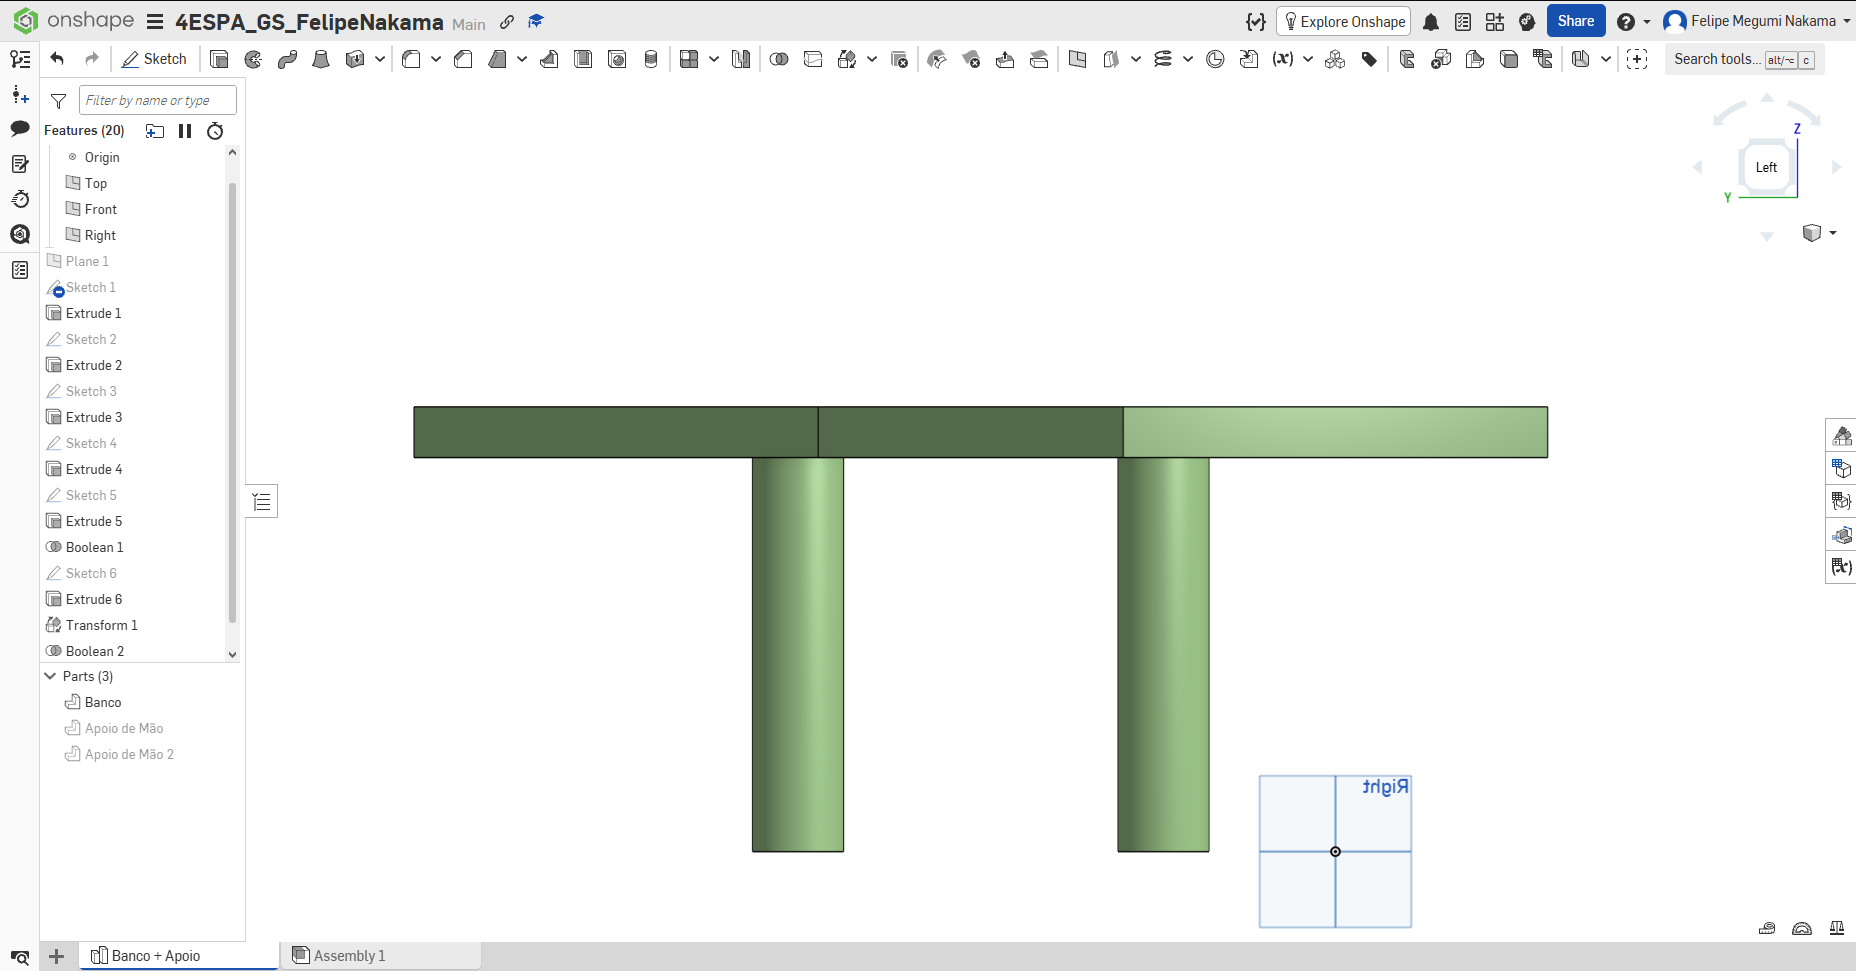 onshape
4ESPA_GS_FelipeNakama Main
Explore Onshape
Share
Felipe Megumi Nakama
Sketch
Search tools... alt/⌥ c
Filter by name or type
Features (20)
Origin
Top
Front
Right
Plane 1
Sketch 1
Extrude 1
Sketch 2
Extrude 2
Sketch 3
Extrude 3
Sketch 4
Extrude 4
Sketch 5
Extrude 5
Boolean 1
Sketch 6
Extrude 6
Transform 1
Boolean 2
Parts (3)
Banco
Apoio de Mão
Apoio de Mão 2
Z
Left
Y
Right
Banco + Apoio
Assembly 1